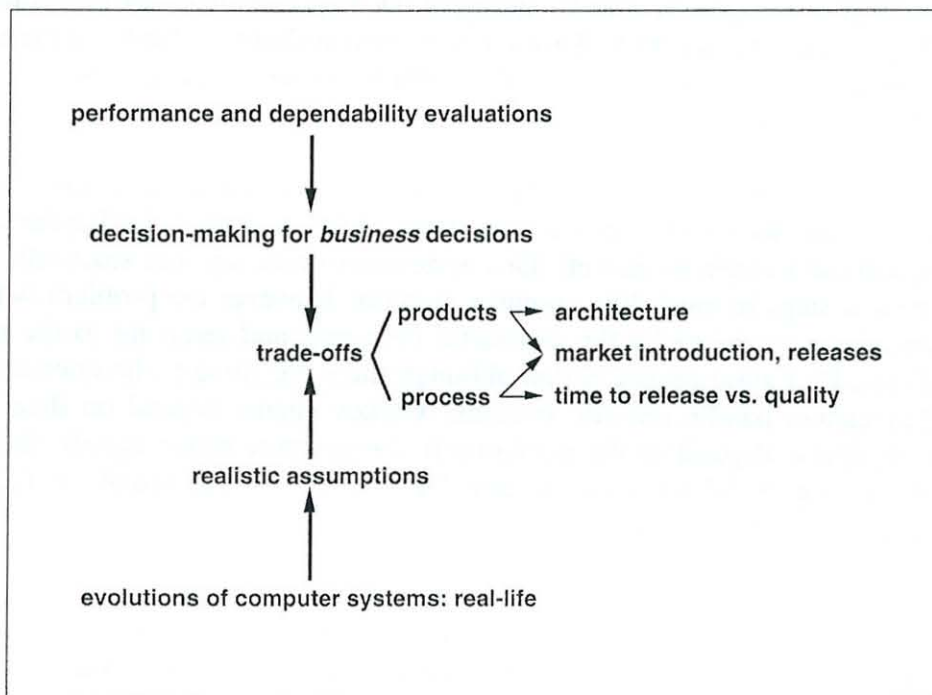 performance and dependability evaluations
decision-making for business decisions
products architecture
trade-offs market introduction, releases
process time to release vs. quality
realistic assumptions
evolutions of computer systems: real-life